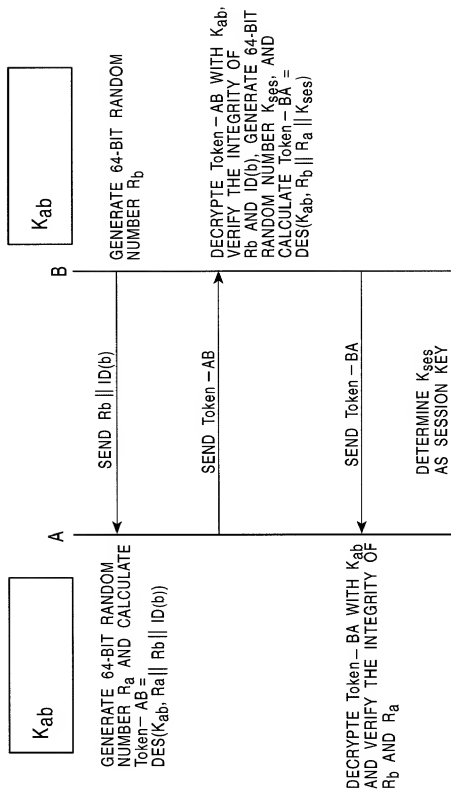 Kab
Kab
A
B
GENERATE 64-BIT RANDOM
NUMBER Rb
SEND Rb || ID(b)
GENERATE 64-BIT RANDOM
NUMBER Ra AND CALCULATE
Token-AB =
DES(Kab, Ra || Rb || ID(b))
SEND Token-AB
DECRYPTE Token-AB WITH Kab,
VERIFY THE INTEGRITY OF
Rb AND ID(b), GENERATE 64-BIT
RANDOM NUMBER Kses, AND
CALCULATE Token-BA =
DES(Kab, Rb || Ra || Kses)
SEND Token-BA
DECRYPTE Token-BA WITH Kab
AND VERIFY THE INTEGRITY OF
Rb AND Ra
DETERMINE Kses
AS SESSION KEY